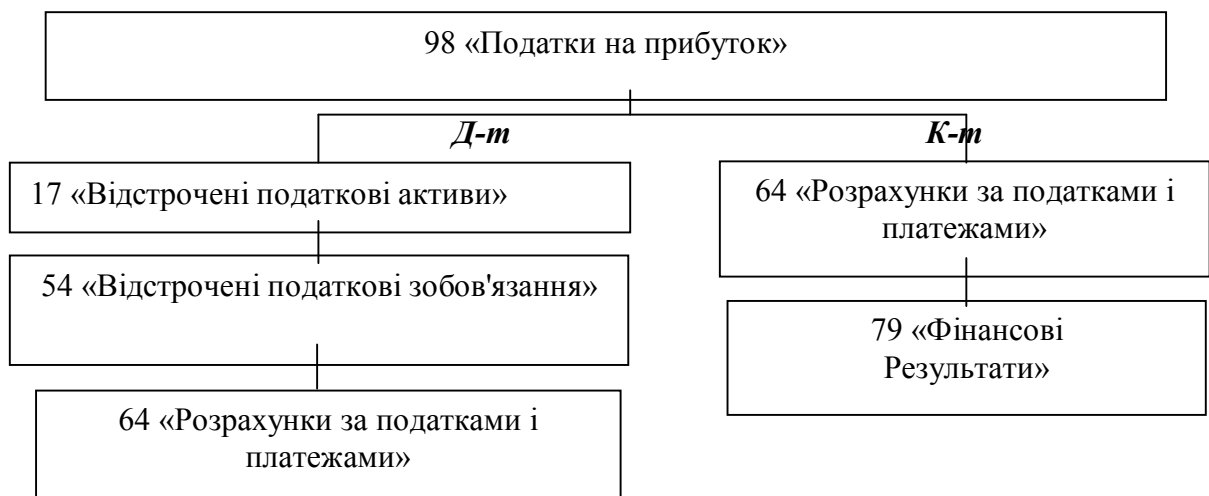 98 «Податки на прибуток»
Д-т
К-т
17 «Відстрочені податкові активи»
54 «Відстрочені податкові зобов'язання»
64 «Розрахунки за податками і
платежами»
64 «Розрахунки за податками і
платежами»
79 «Фінансові
Результати»